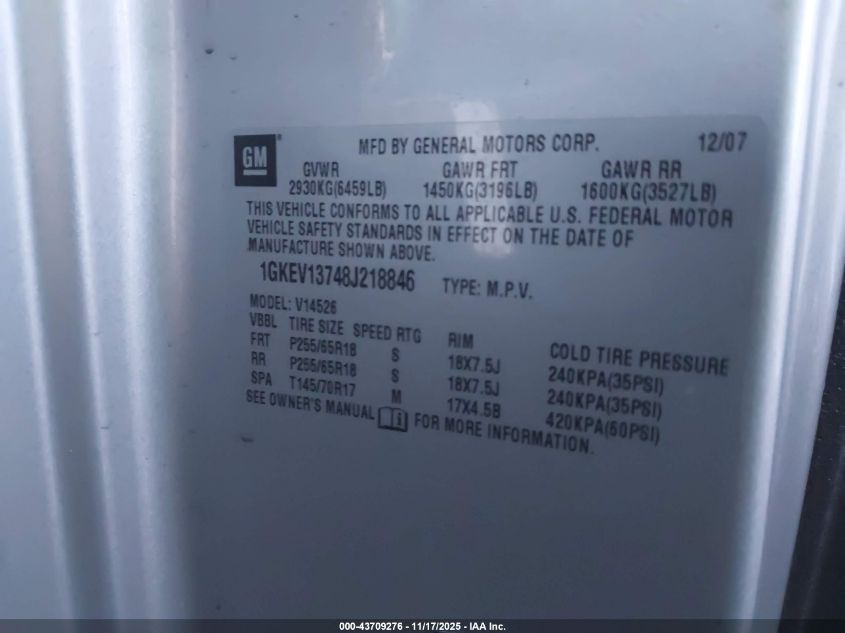 GM® MFD BY GENERAL MOTORS CORP. 12/07
GVWR GAWR FRT GAWR RR
2930KG(6459LB) 1450KG(3196LB) 1600KG(3527LB)
THIS VEHICLE CONFORMS TO ALL APPLICABLE U.S. FEDERAL MOTOR
VEHICLE SAFETY STANDARDS IN EFFECT ON THE DATE OF
MANUFACTURE SHOWN ABOVE.
1GKEV13748J218846 TYPE: M.P.V.
MODEL: V14526
VBBL TIRE SIZE SPEED RTG RIM COLD TIRE PRESSURE
FRT P255/65R18 S 18X7.5J 240KPA(35PSI)
RR P255/65R18 S 18X7.5J 240KPA(35PSI)
SPA T145/70R17 M 17X4.5B 420KPA(60PSI)
SEE OWNER'S MANUAL i FOR MORE INFORMATION.
000-43709276 - 11/17/2025 - IAA Inc.